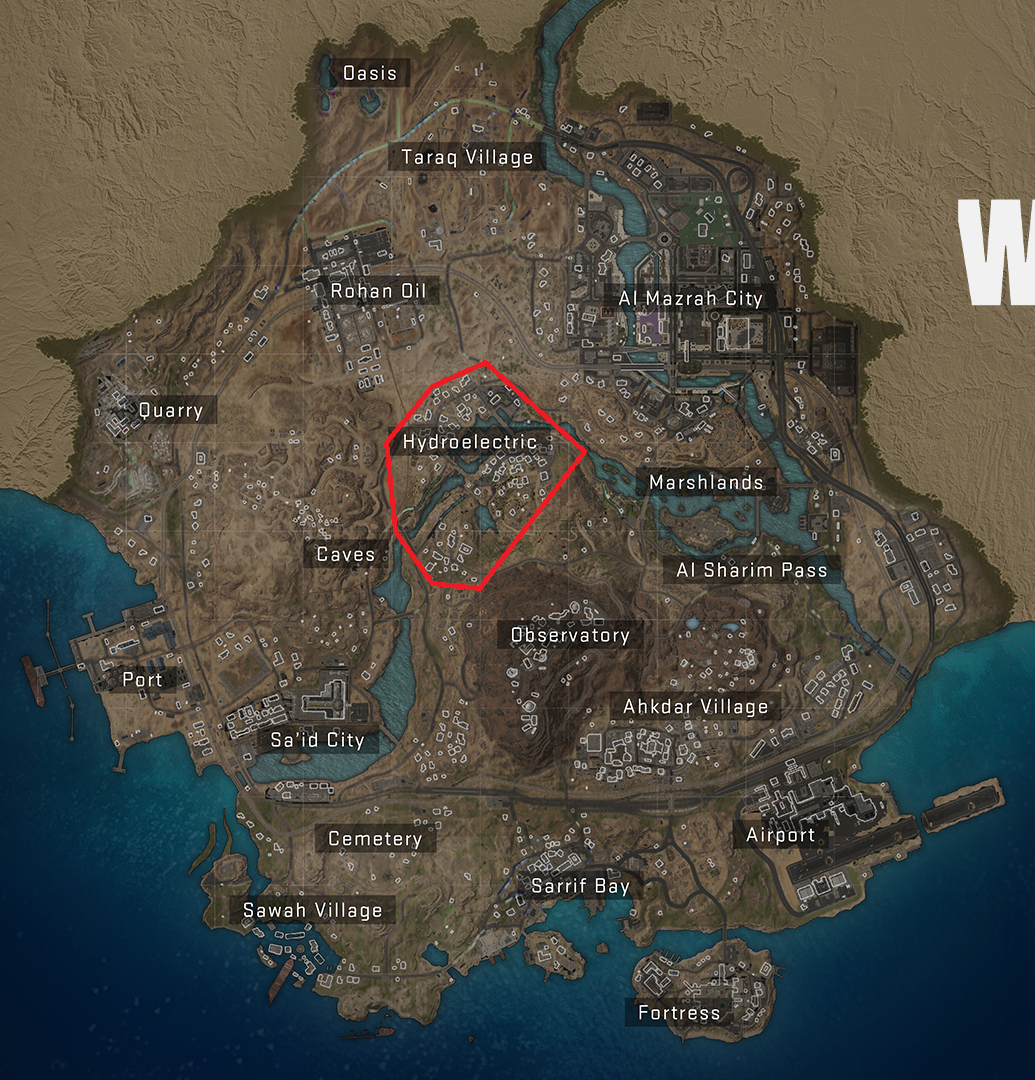 Oasis
Taraq Village
Rohan Oil
Al Mazrah City
W
Quarry
Hydroelectric
Marshlands
Caves
Al Sharim Pass
Observatory
Port
Ahkdar Village
Sa'id City
Cemetery
Airport
Sarrif Bay
Sawah Village
Fortress